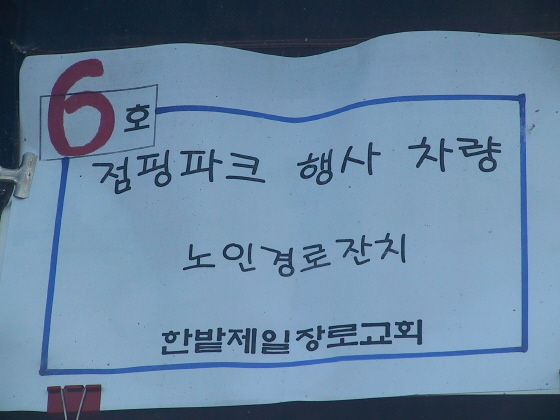 6호
점핑파크 행사 차량
노인경로잔치
한밭제일장로교회